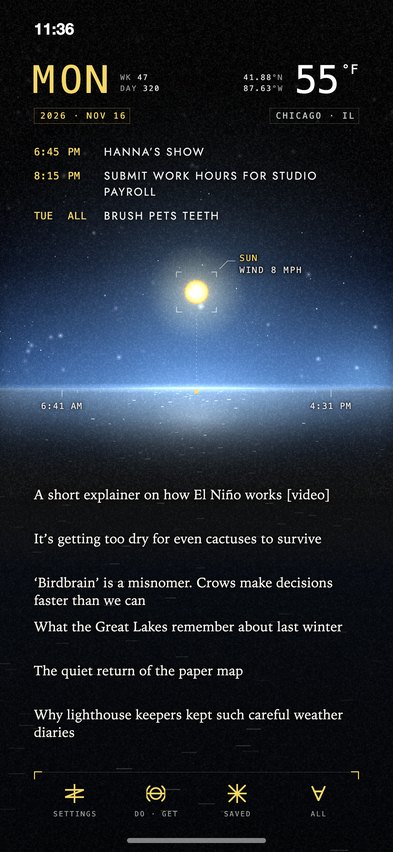 11:36
MON
WK 47
DAY 320
41.88°N
87.63°W
55°F
2026 · NOV 16
CHICAGO · IL
6:45 PM HANNA'S SHOW
8:15 PM SUBMIT WORK HOURS FOR STUDIO
PAYROLL
TUE ALL BRUSH PETS TEETH
SUN
WIND 8 MPH
6:41 AM
4:31 PM
A short explainer on how El Niño works [video]
It's getting too dry for even cactuses to survive
‘Birdbrain’ is a misnomer. Crows make decisions
faster than we can
What the Great Lakes remember about last winter
The quiet return of the paper map
Why lighthouse keepers kept such careful weather
diaries
SETTINGS
DO · GET
SAVED
ALL